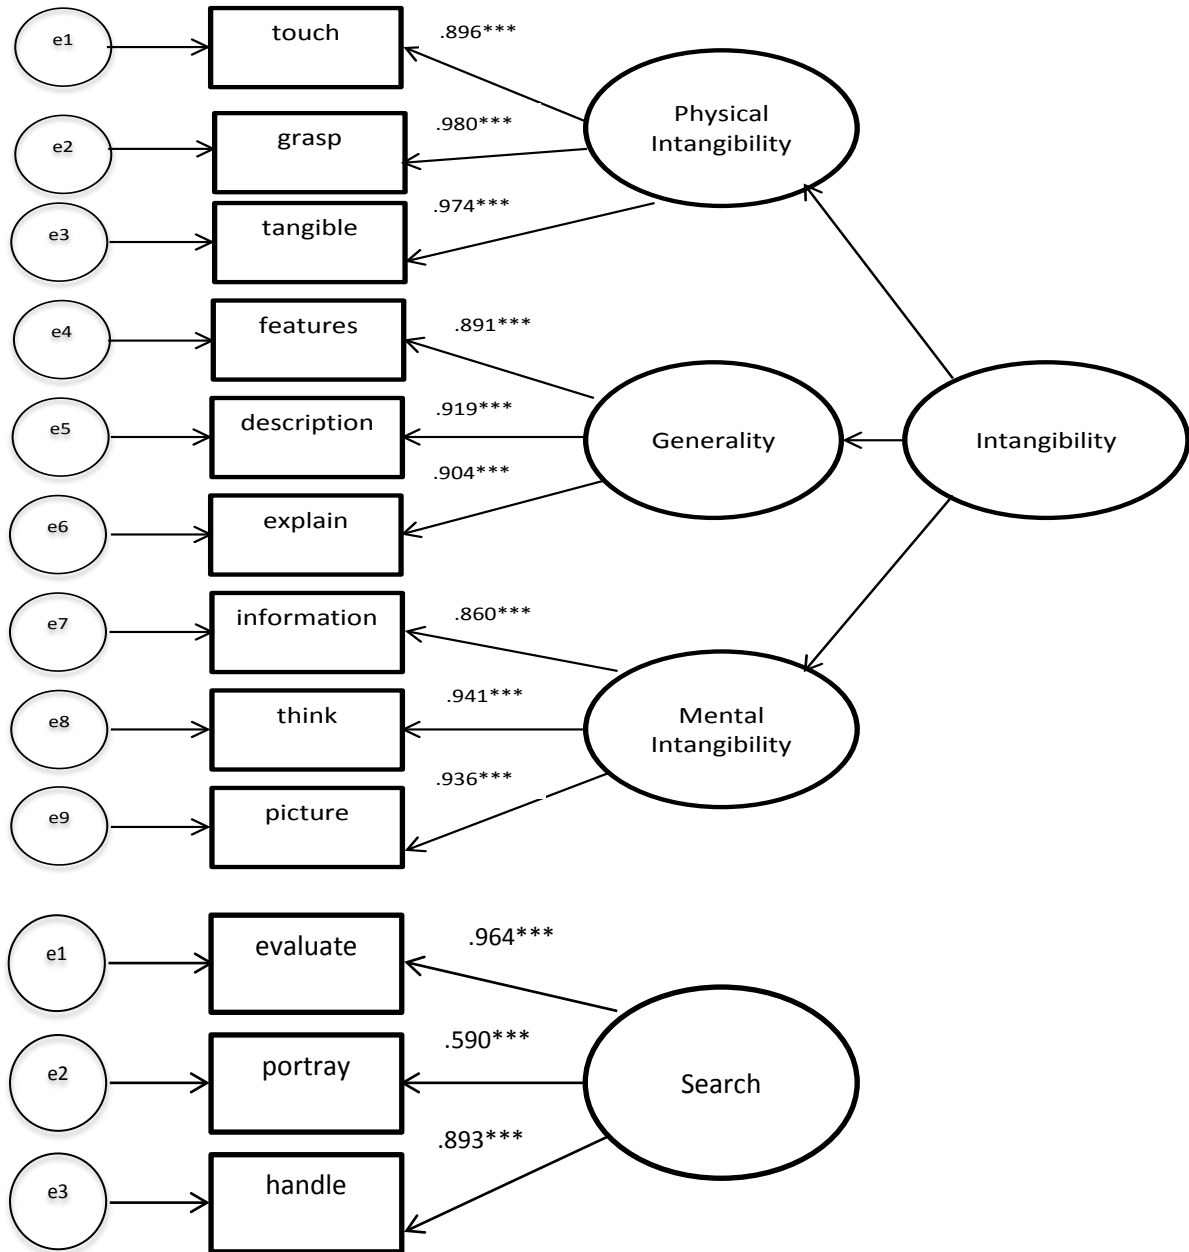 e1
touch
.896***
Physical
Intangibility
e2
grasp
.980***
e3
tangible
.974***
e4
features
.891***
e5
description
.919***
Generality
Intangibility
e6
explain
.904***
e7
information
.860***
e8
think
.941***
Mental
Intangibility
e9
picture
.936***
e1
evaluate
.964***
e2
portray
.590***
Search
e3
handle
.893***